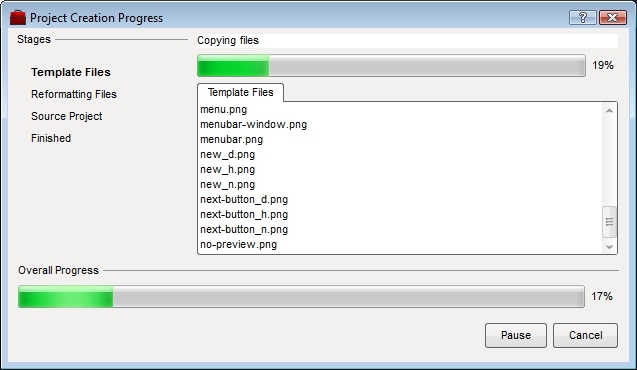 Project Creation Progress
Stages
Template Files
Reformatting Files
Source Project
Finished
Copying files
19%
Template Files
menu.png
menubar-window.png
menubar.png
new_d.png
new_h.png
new_n.png
next-button_d.png
next-button_h.png
next-button_n.png
no-preview.png
Overall Progress
17%
Pause
Cancel